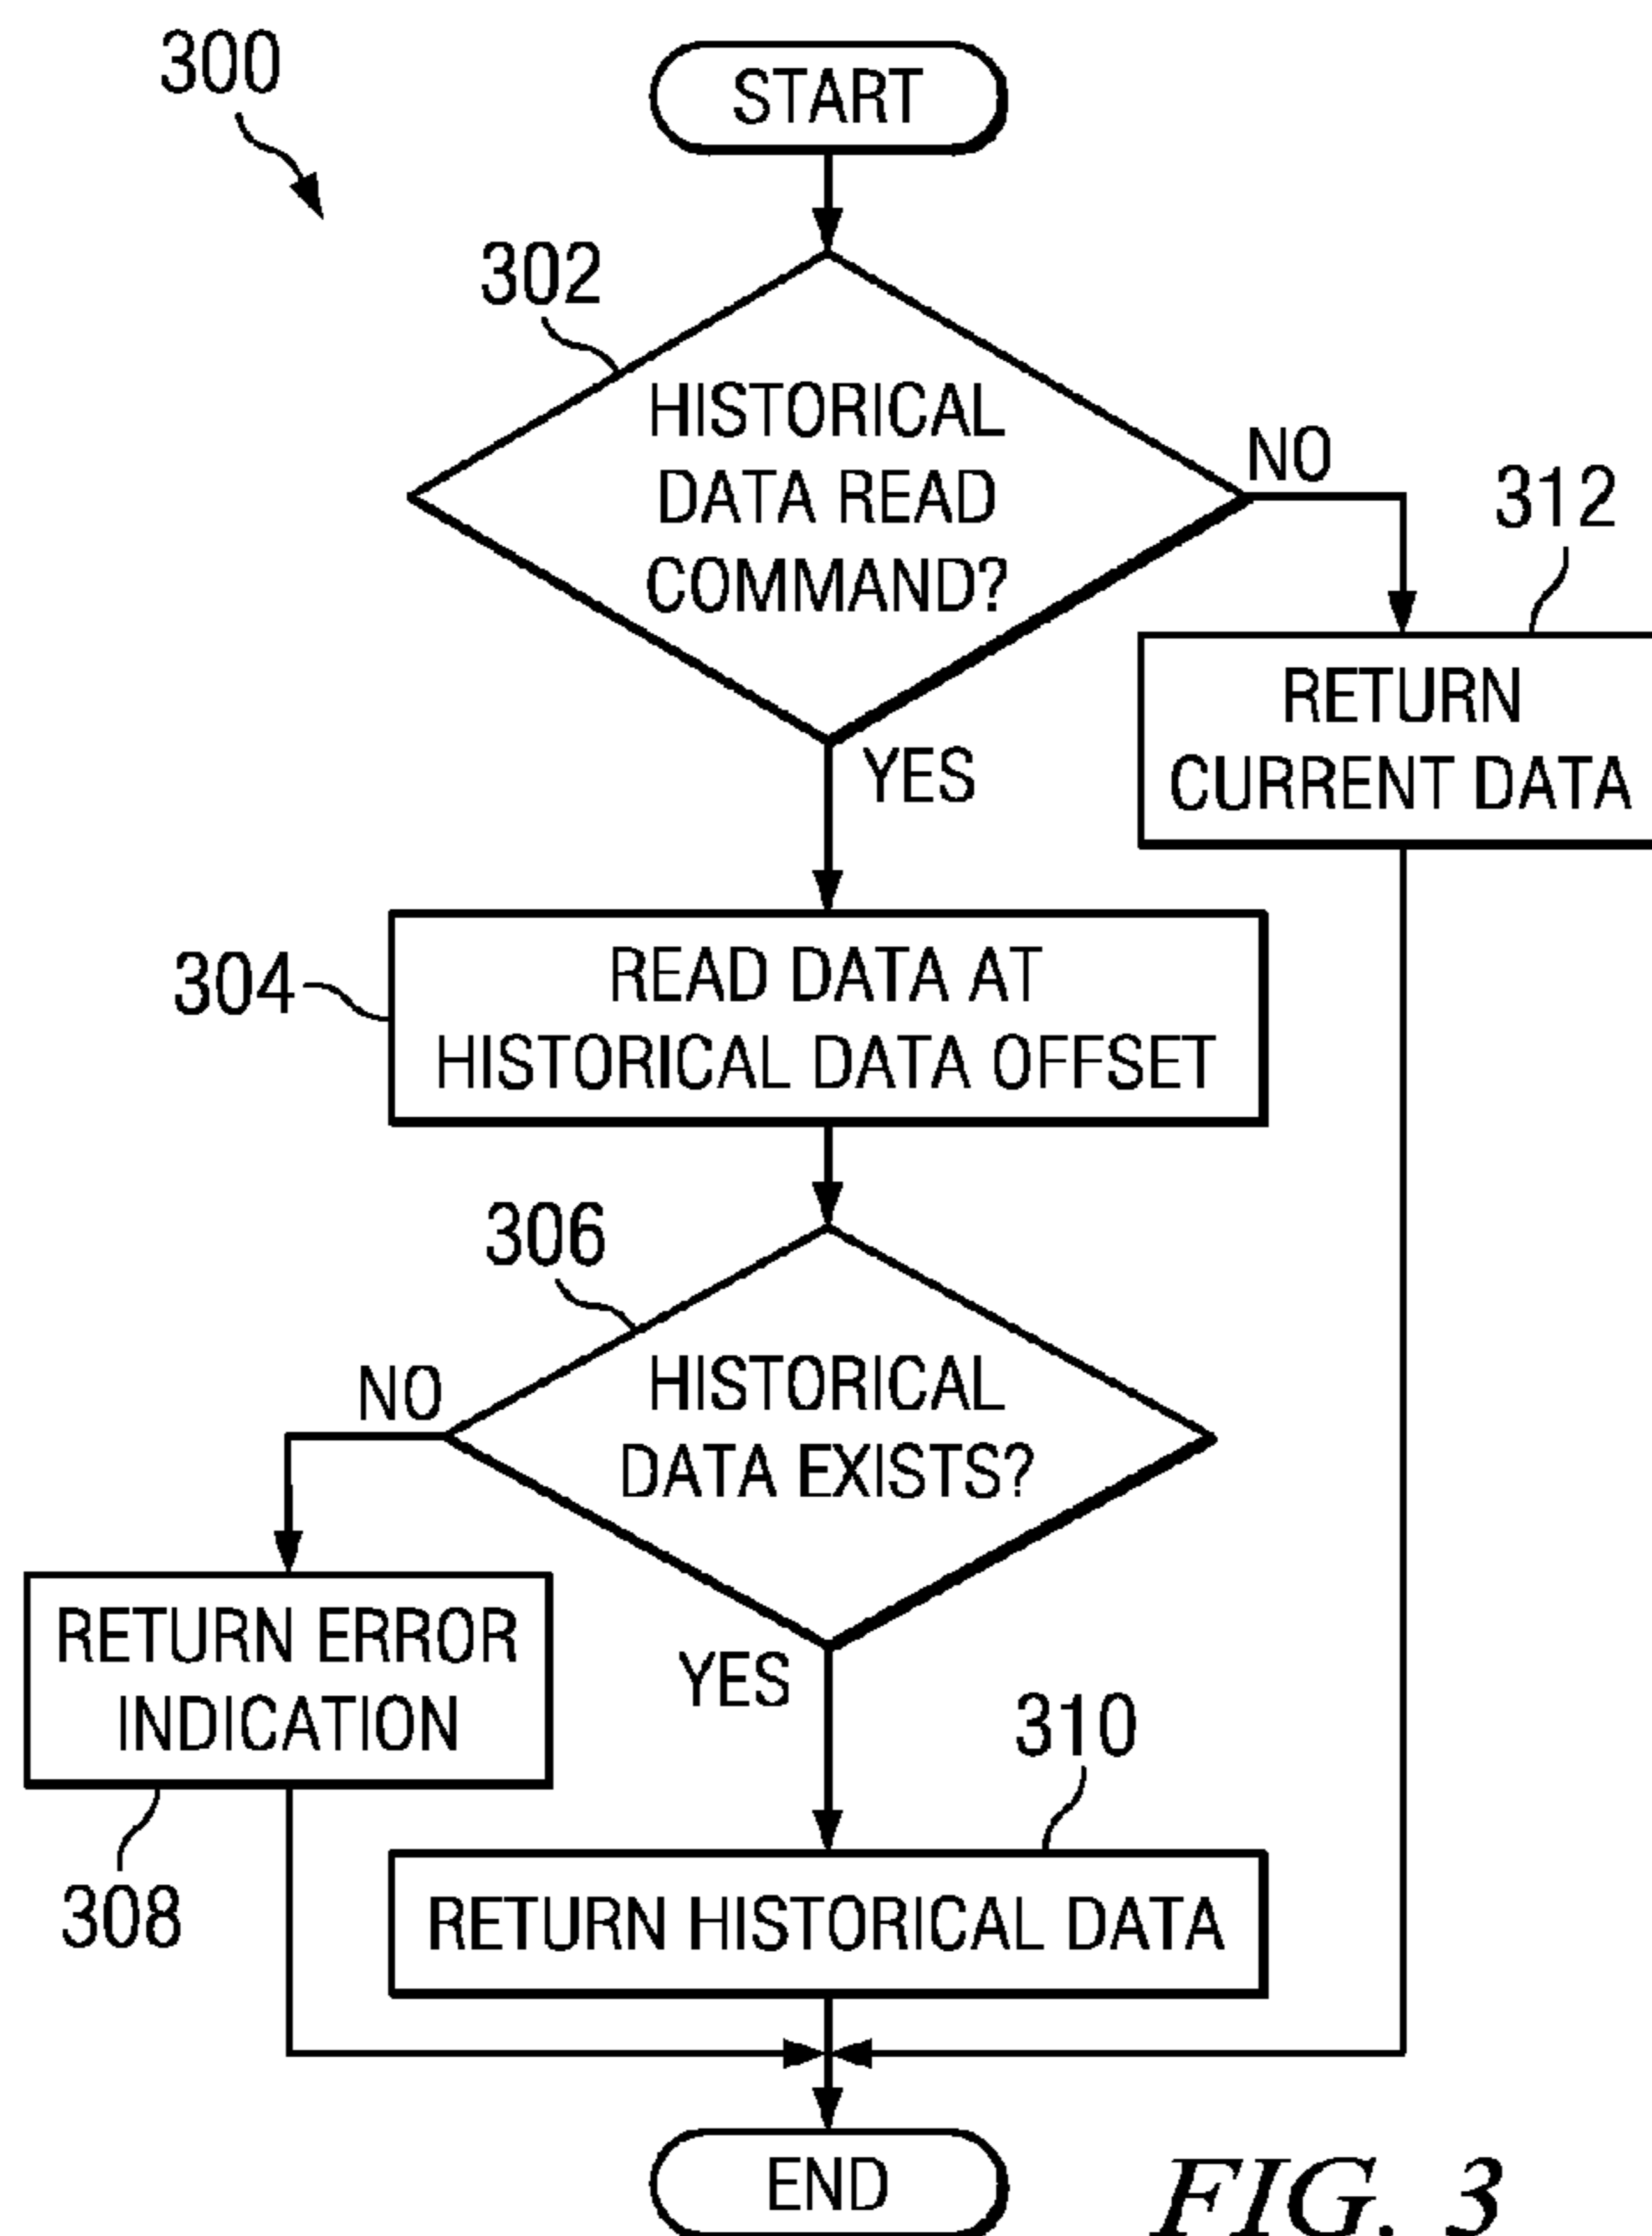 300
START
302
HISTORICAL
DATA READ
COMMAND?
NO
312
RETURN
CURRENT DATA
YES
304
READ DATA AT
HISTORICAL DATA OFFSET
306
HISTORICAL
DATA EXISTS?
NO
RETURN ERROR
INDICATION
308
YES
310
RETURN HISTORICAL DATA
END
FIG. 3